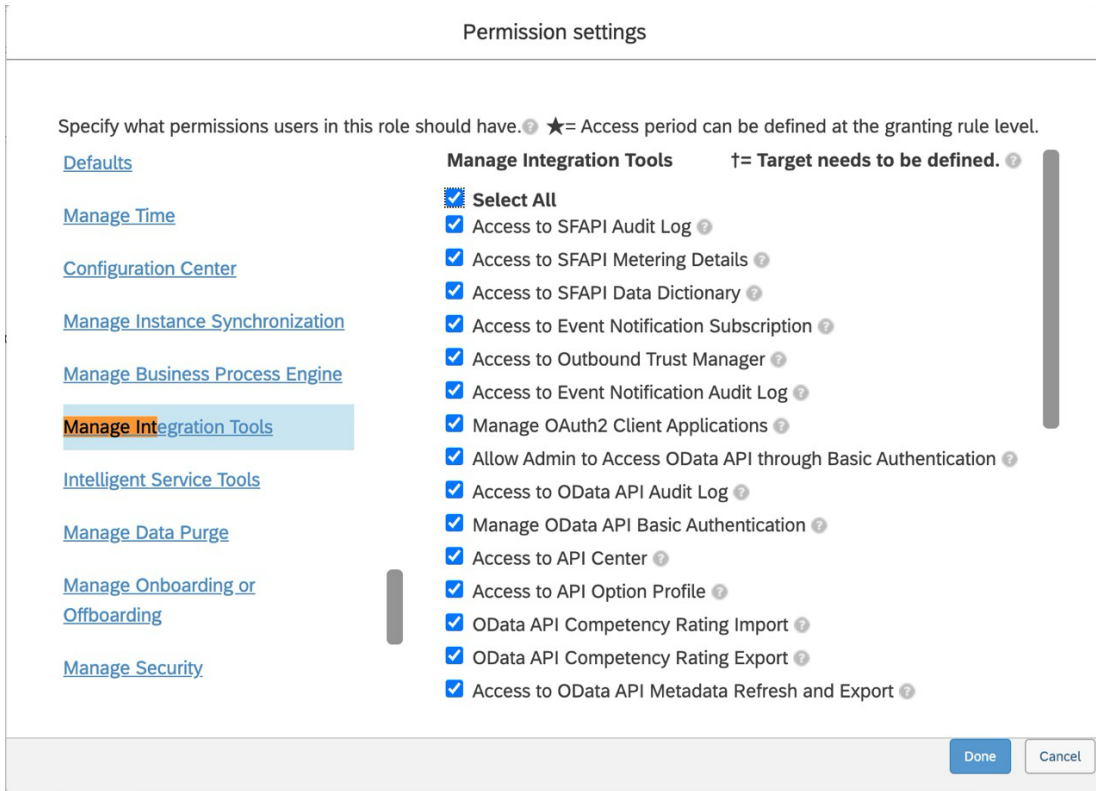 Permission settings
Specify what permissions users in this role should have. ★= Access period can be defined at the granting rule level.
Defaults
Manage Time
Configuration Center
Manage Instance Synchronization
Manage Business Process Engine
Manage Integration Tools
Intelligent Service Tools
Manage Data Purge
Manage Onboarding or
Offboarding
Manage Security
Manage Integration Tools †= Target needs to be defined.
Select All
Access to SFAPI Audit Log
Access to SFAPI Metering Details
Access to SFAPI Data Dictionary
Access to Event Notification Subscription
Access to Outbound Trust Manager
Access to Event Notification Audit Log
Manage OAuth2 Client Applications
Allow Admin to Access OData API through Basic Authentication
Access to OData API Audit Log
Manage OData API Basic Authentication
Access to API Center
Access to API Option Profile
OData API Competency Rating Import
OData API Competency Rating Export
Access to OData API Metadata Refresh and Export
Done
Cancel